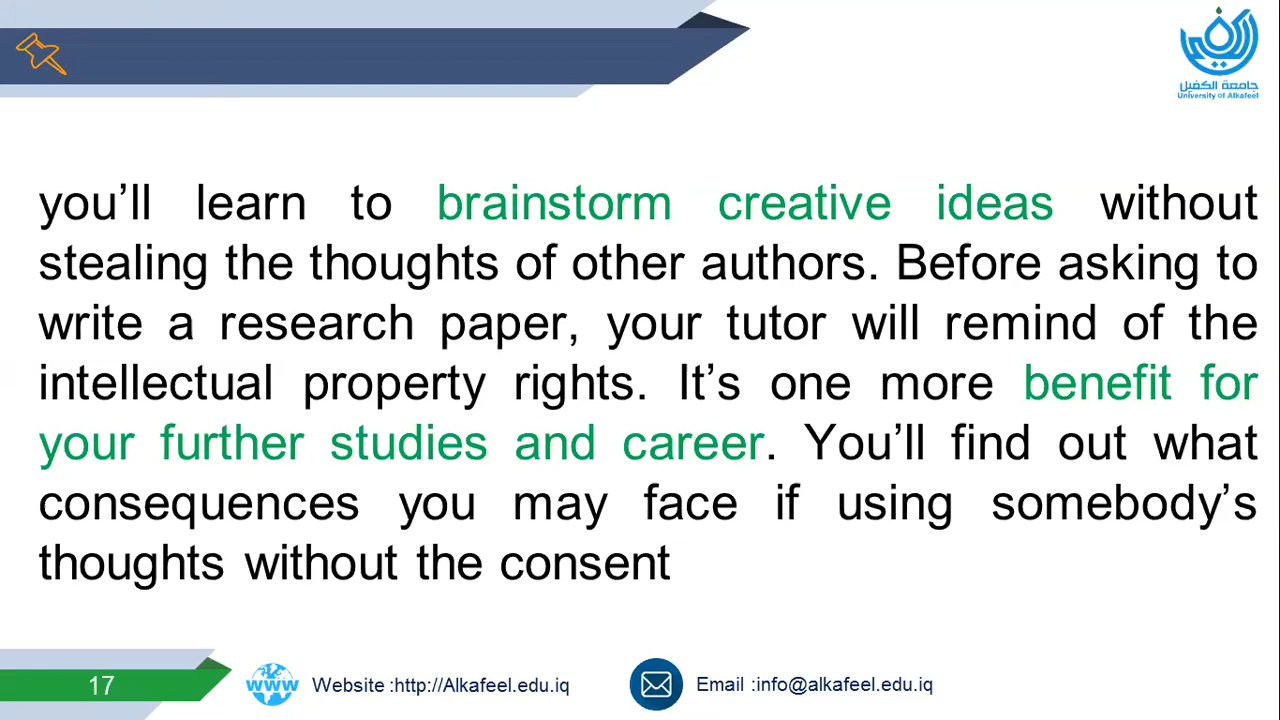 جامعة الكفيل
University of Alkafeel
you’ll learn to brainstorm creative ideas without
stealing the thoughts of other authors. Before asking to
write a research paper, your tutor will remind of the
intellectual property rights. It’s one more benefit for
your further studies and career. You’ll find out what
consequences you may face if using somebody’s
thoughts without the consent
17
WWW
Website :http://Alkafeel.edu.iq
Email :info@alkafeel.edu.iq